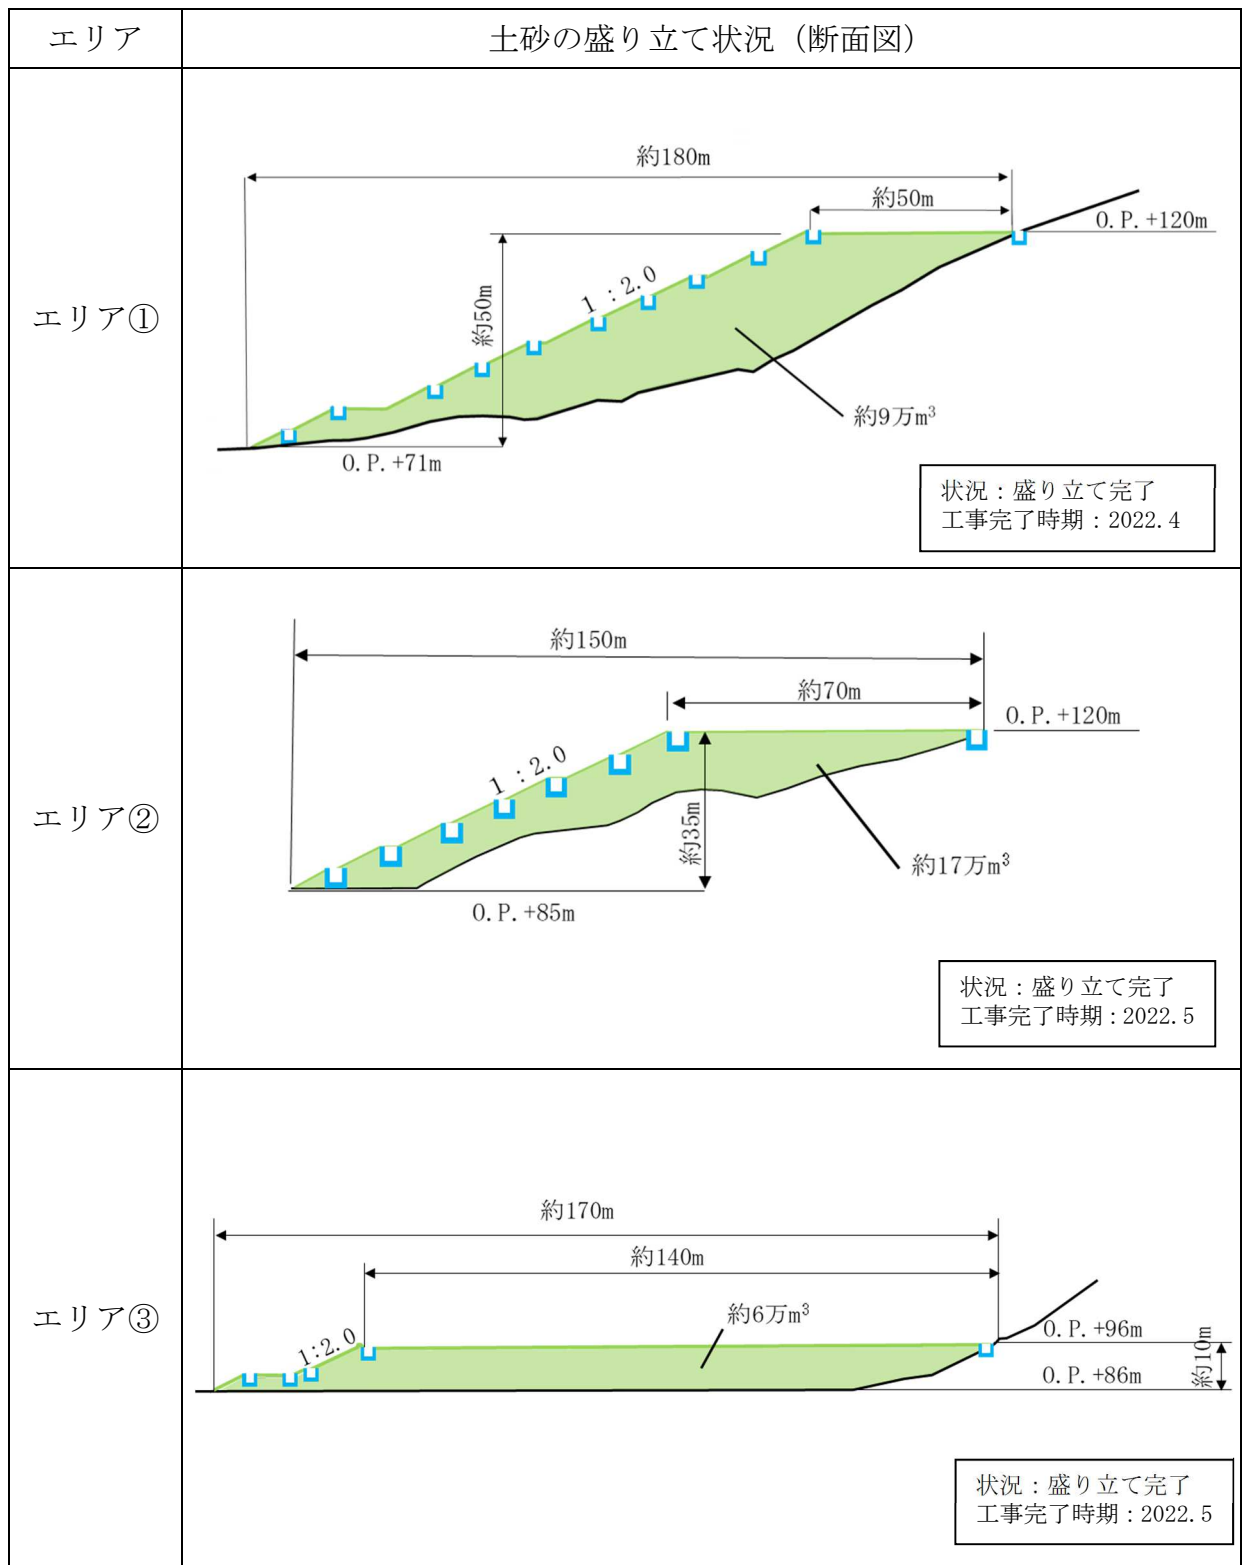 エリア
土砂の盛り立て状況（断面図）
エリア①
約180m
約50m
O.P.+120m
1：2.0
約50m
約9万m³
O.P.+71m
状況：盛り立て完了
工事完了時期：2022.4
エリア②
約150m
約70m
O.P.+120m
1：2.0
約35m
約17万m³
O.P.+85m
状況：盛り立て完了
工事完了時期：2022.5
エリア③
約170m
約140m
約6万m³
1:2.0
O.P.+96m
約10m
O.P.+86m
状況：盛り立て完了
工事完了時期：2022.5